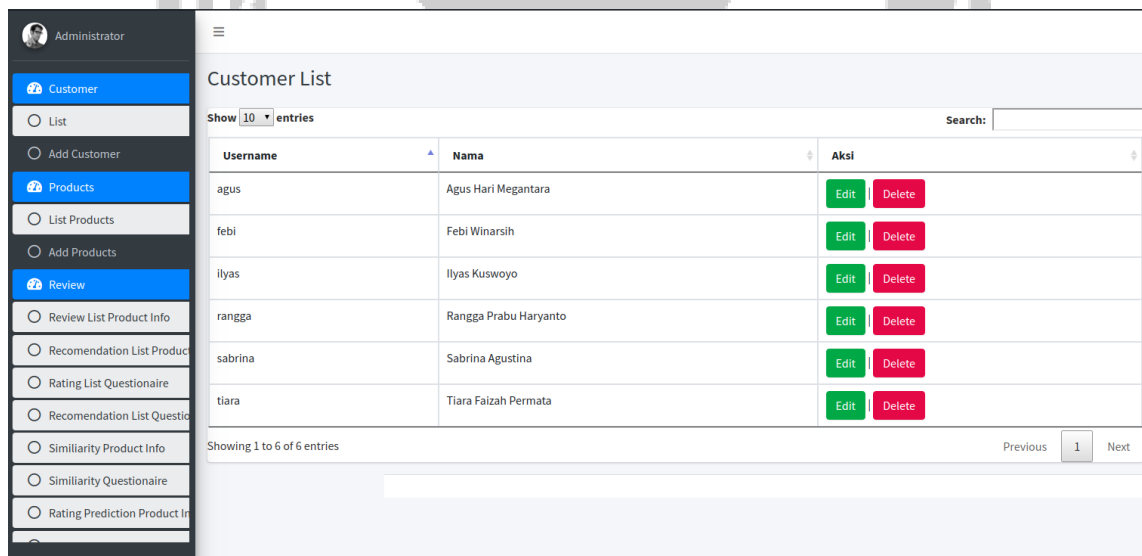 Administrator
Customer
List
Add Customer
Products
List Products
Add Products
Review
Review List Product Info
Recomendation List Product
Rating List Questionaire
Recomendation List Questio
Similiarity Product Info
Similiarity Questionaire
Rating Prediction Product In
Customer List
Show 10 entries
Search:
Username Nama Aksi
agus Agus Hari Megantara Edit | Delete
febi Febi Winarsih Edit | Delete
ilyas Ilyas Kuswoyo Edit | Delete
rangga Rangga Prabu Haryanto Edit | Delete
sabrina Sabrina Agustina Edit | Delete
tiara Tiara Faizah Permata Edit | Delete
Showing 1 to 6 of 6 entries
Previous 1 Next